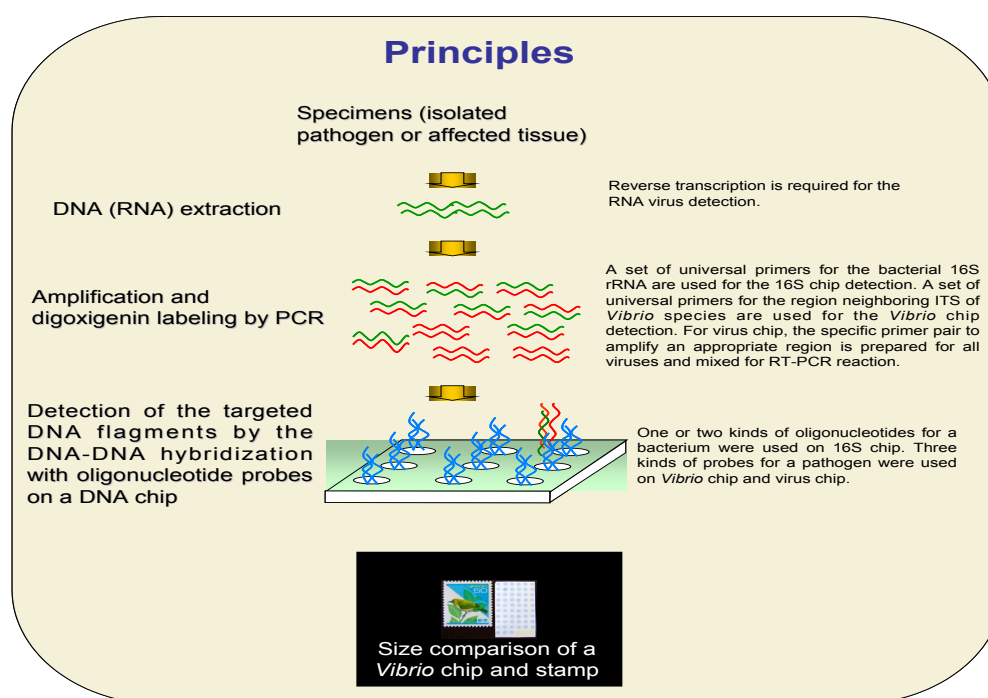 Principles
Specimens (isolated
pathogen or affected tissue)
DNA (RNA) extraction
Reverse transcription is required for the
RNA virus detection.
Amplification and
digoxigenin labeling by PCR
A set of universal primers for the bacterial 16S
rRNA are used for the 16S chip detection. A set of
universal primers for the region neighboring ITS of
Vibrio species are used for the Vibrio chip
detection. For virus chip, the specific primer pair to
amplify an appropriate region is prepared for all
viruses and mixed for RT-PCR reaction.
Detection of the targeted
DNA flagments by the
DNA-DNA hybridization
with oligonucleotide probes
on a DNA chip
One or two kinds of oligonucleotides for a
bacterium were used on 16S chip. Three
kinds of probes for a pathogen were used
on Vibrio chip and virus chip.
50
Size comparison of a
Vibrio chip and stamp